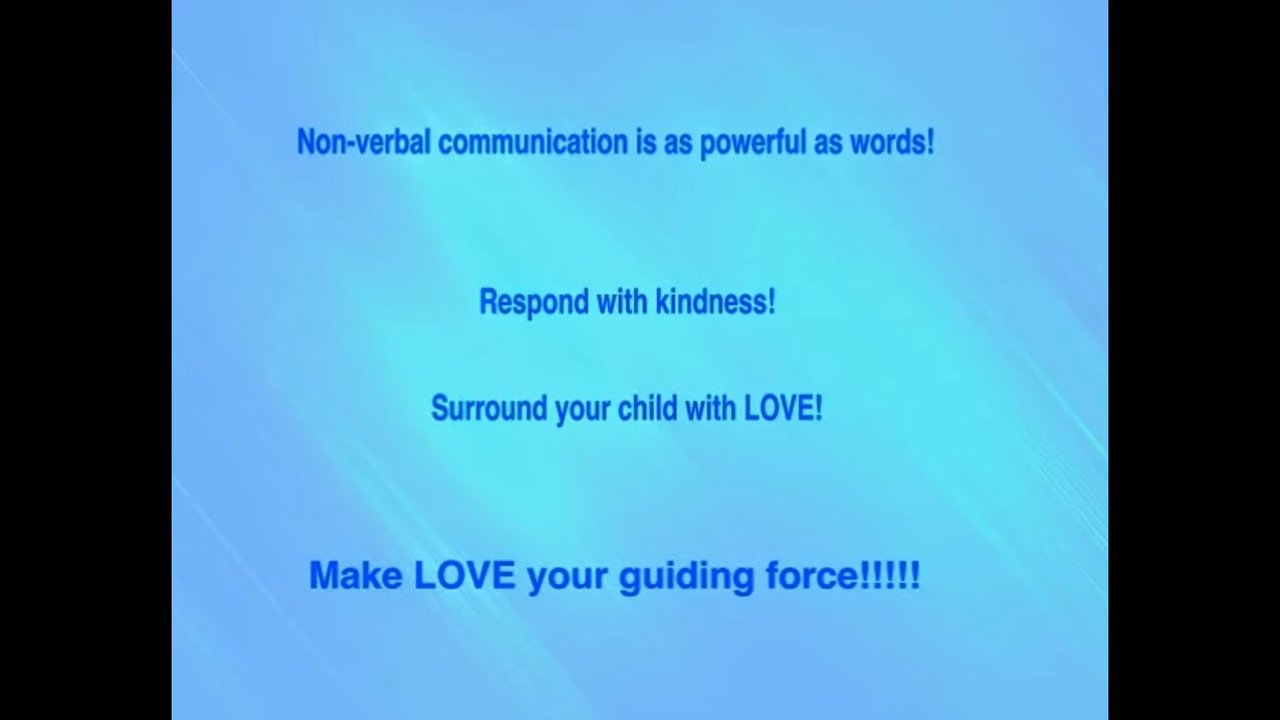 Non-verbal communication is as powerful as words!
Respond with kindness!
Surround your child with LOVE!
Make LOVE your guiding force!!!!!